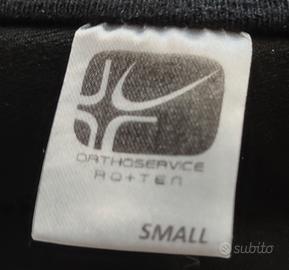 ORTHOSERVICE
RO+TEN
SMALL
subito